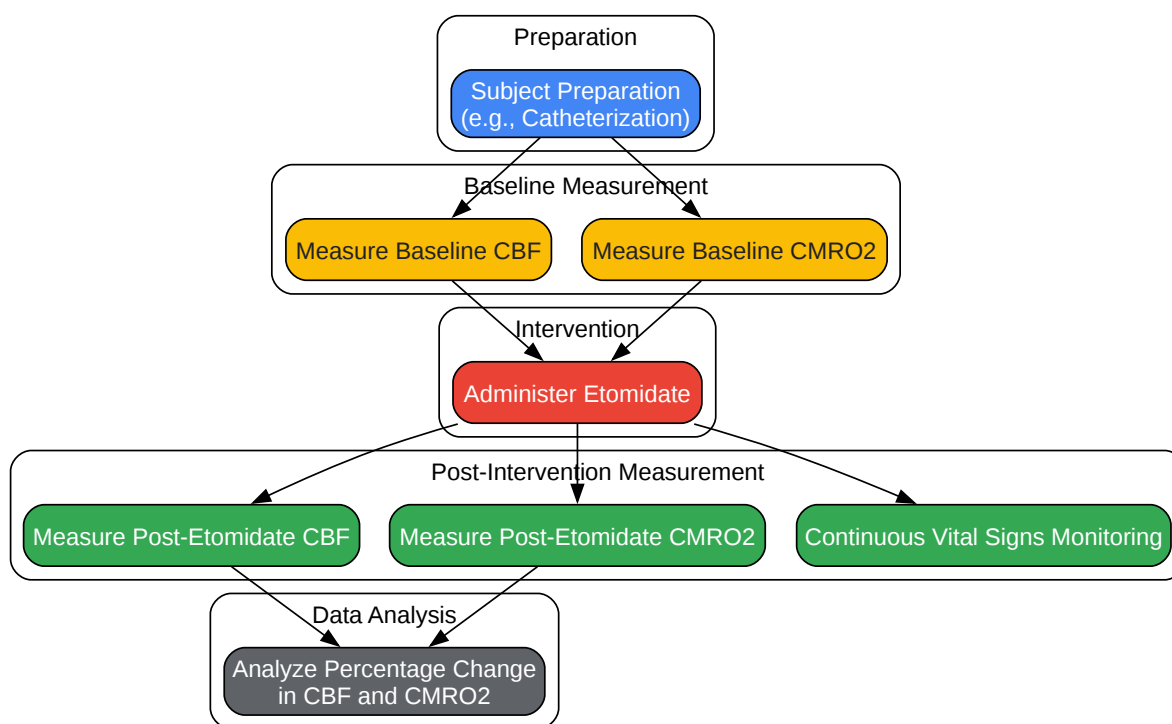 Preparation
Subject Preparation
(e.g., Catheterization)
Baseline Measurement
Measure Baseline CBF
Measure Baseline CMRO2
Intervention
Administer Etomidate
Post-Intervention Measurement
Measure Post-Etomidate CBF
Measure Post-Etomidate CMRO2
Continuous Vital Signs Monitoring
Data Analysis
Analyze Percentage Change
in CBF and CMRO2